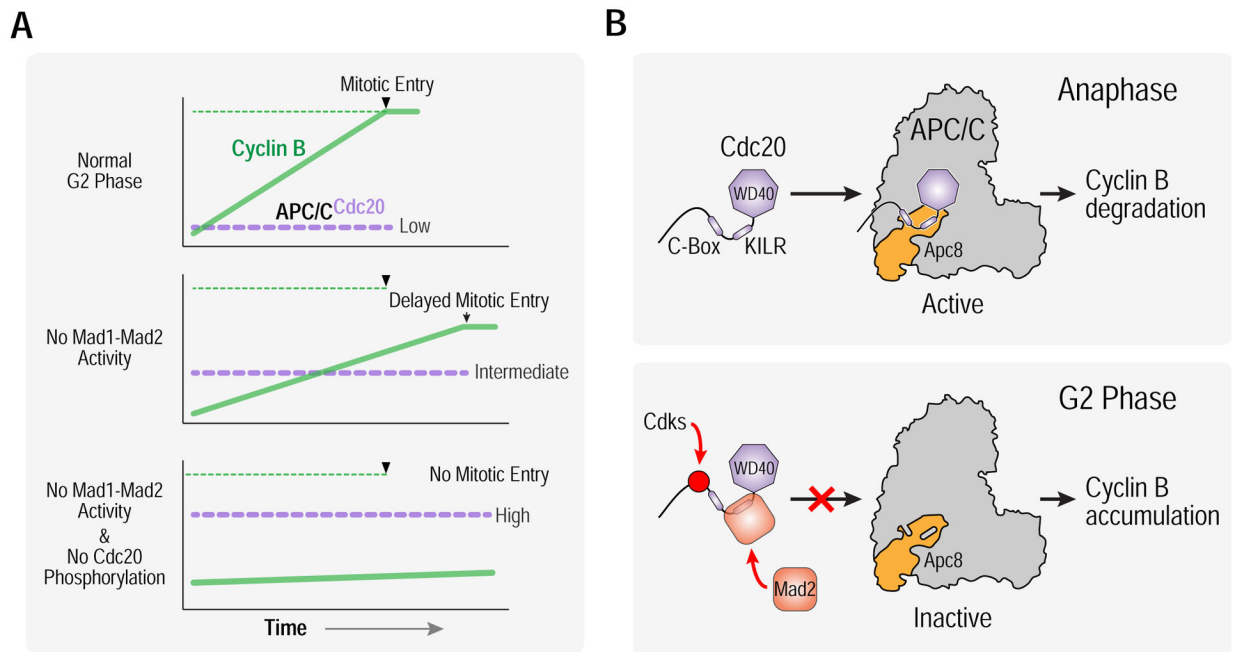 A
Mitotic Entry
Cyclin B
Normal
G2 Phase
APC/C Cdc20
Low
Delayed Mitotic Entry
No Mad1-Mad2
Activity
Intermediate
No Mitotic Entry
No Mad1-Mad2
Activity
&
No Cdc20
Phosphorylation
High
Time
B
Anaphase
APC/C
Cdc20
WD40
C-Box
KILR
Apc8
Cyclin B
degradation
Active
G2 Phase
Cdks
WD40
Mad2
Apc8
Cyclin B
accumulation
Inactive